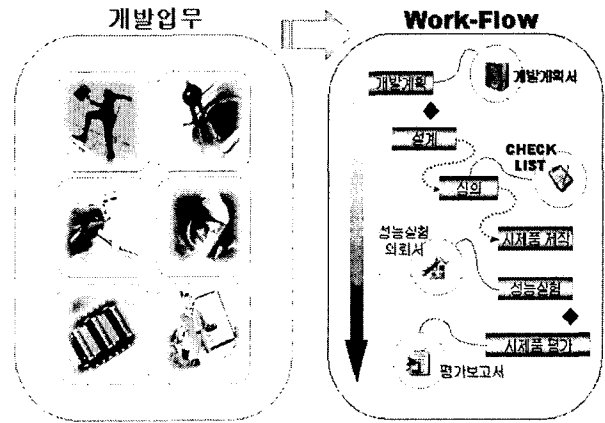 개발업무
Work-Flow
개발계획
개발계획서
설계
CHECK
LIST
심의
시제품 제작
성능실험
의뢰서
성능실험
시제품 평가
평가보고서